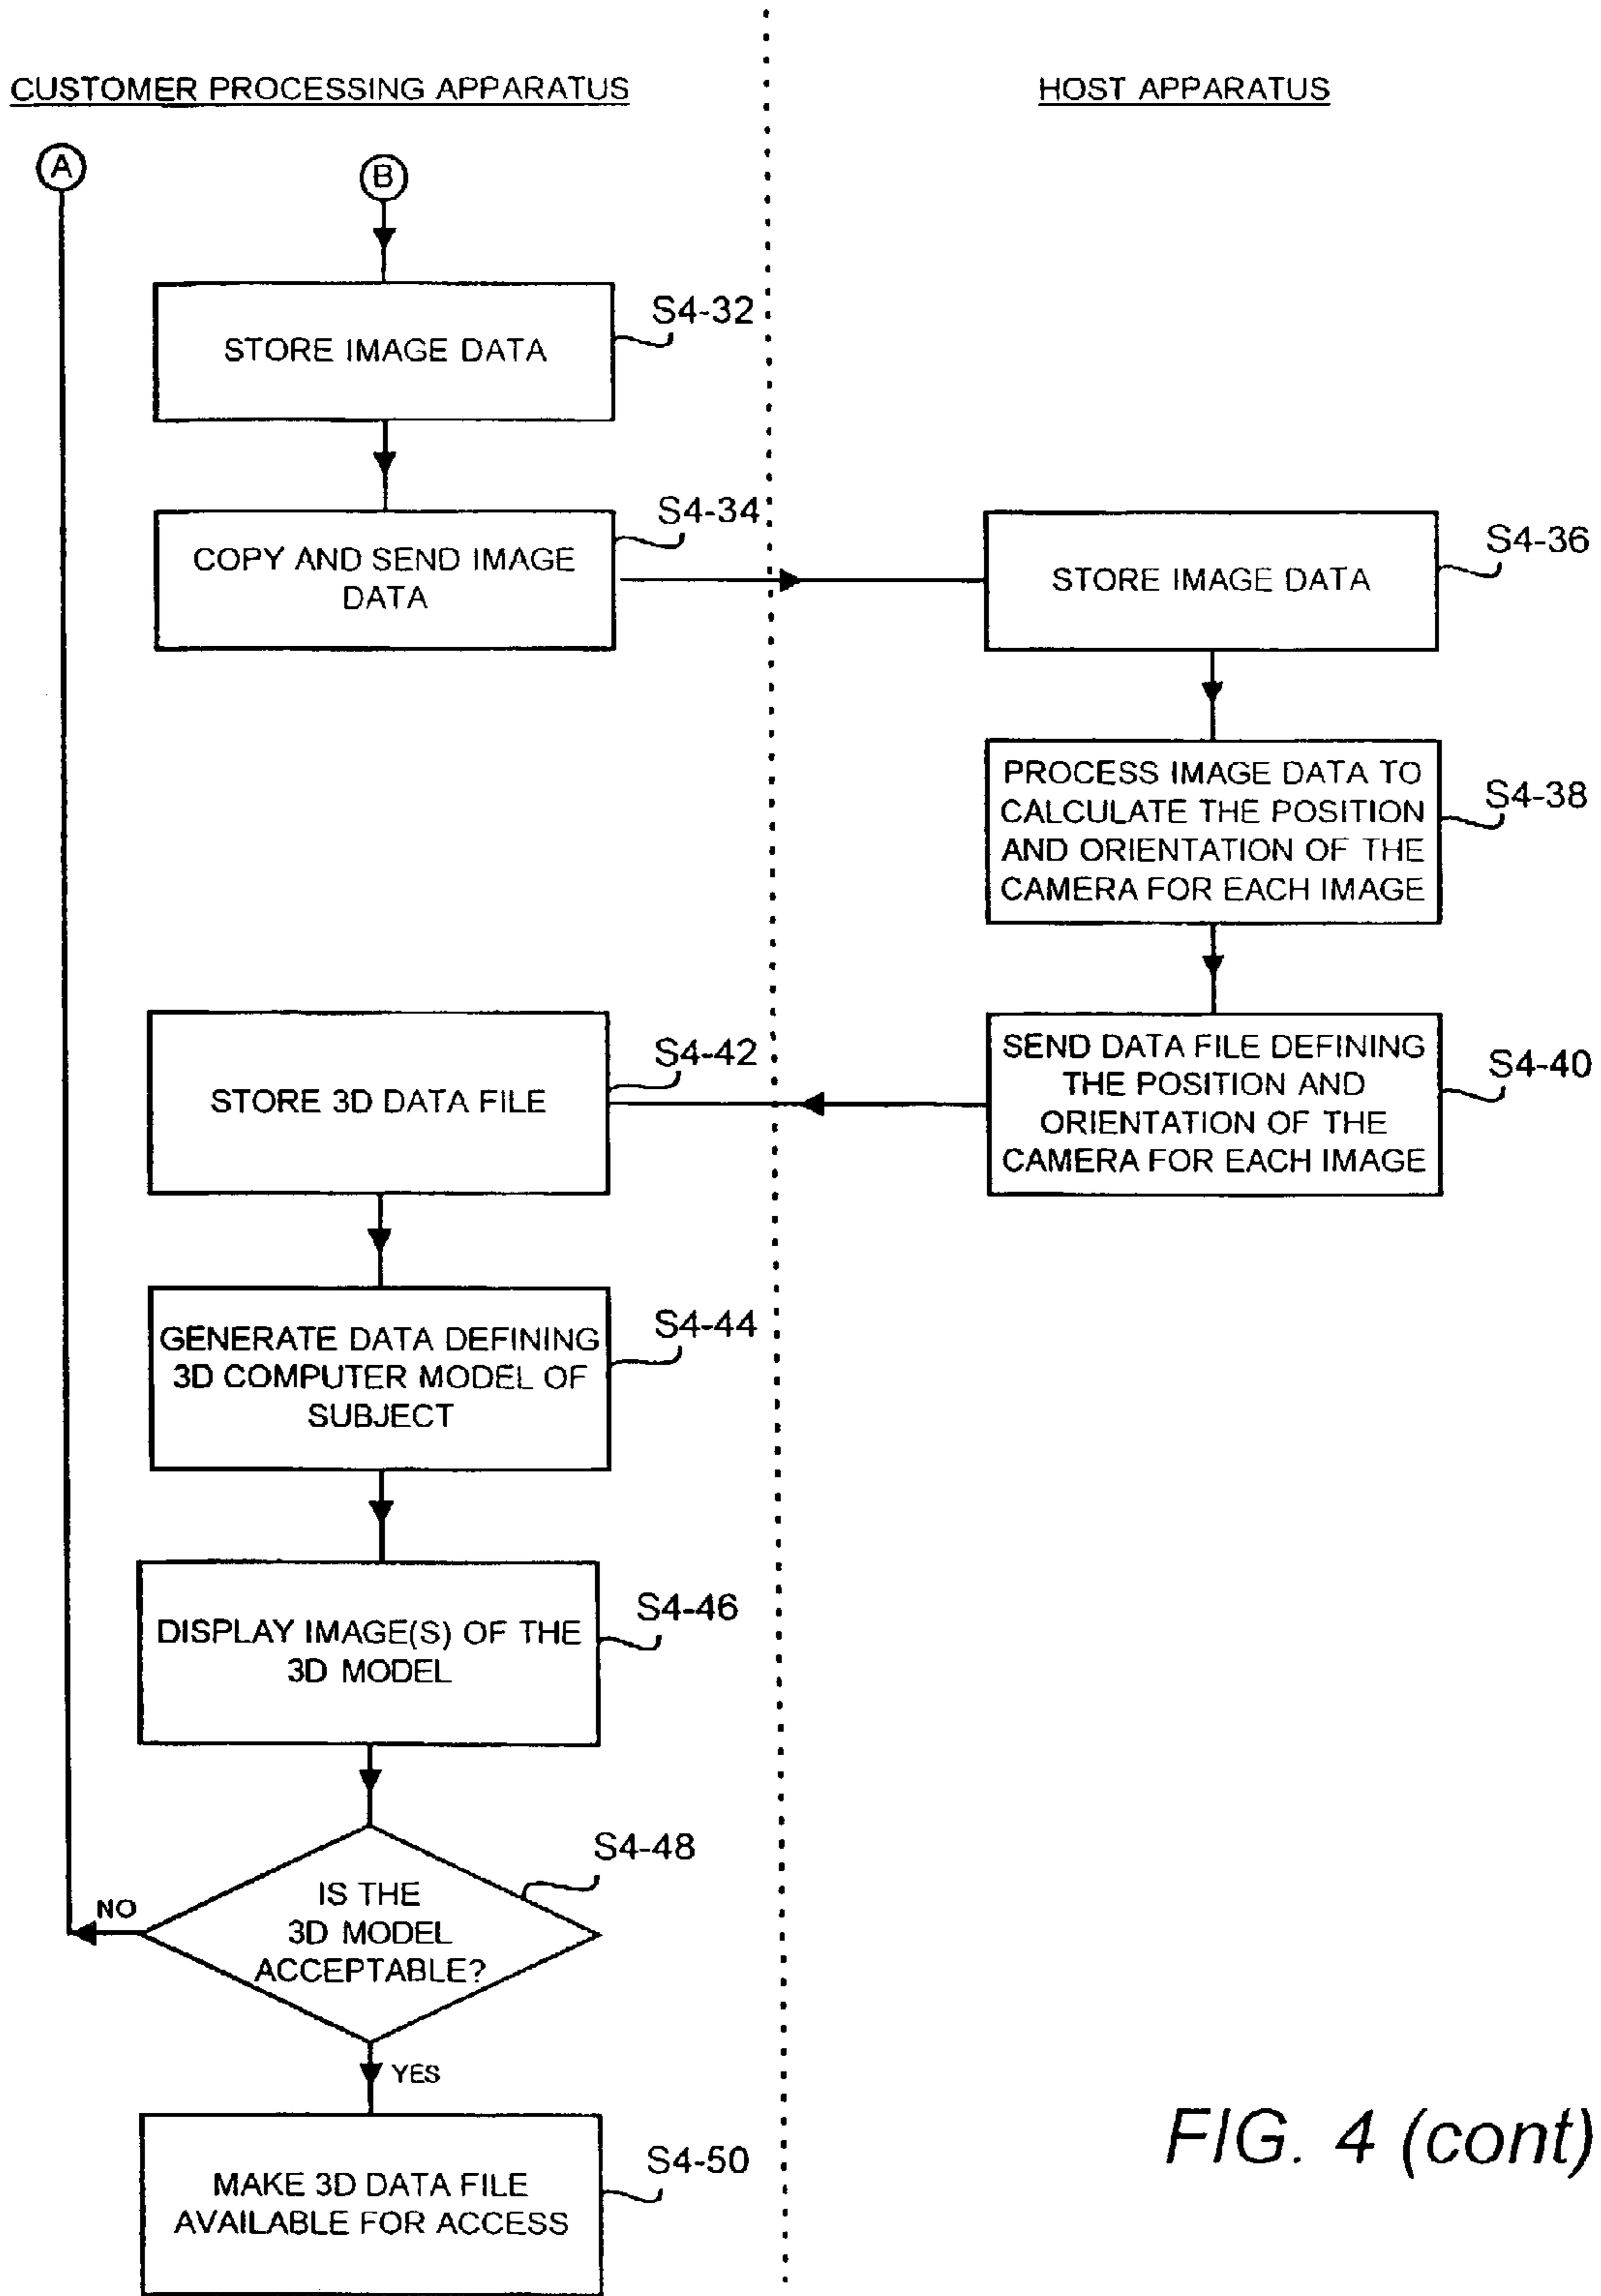 CUSTOMER PROCESSING APPARATUS
HOST APPARATUS
A
B
S4-32
STORE IMAGE DATA
S4-34
COPY AND SEND IMAGE
DATA
S4-36
STORE IMAGE DATA
S4-38
PROCESS IMAGE DATA TO
CALCULATE THE POSITION
AND ORIENTATION OF THE
CAMERA FOR EACH IMAGE
S4-40
SEND DATA FILE DEFINING
THE POSITION AND
ORIENTATION OF THE
CAMERA FOR EACH IMAGE
S4-42
STORE 3D DATA FILE
S4-44
GENERATE DATA DEFINING
3D COMPUTER MODEL OF
SUBJECT
S4-46
DISPLAY IMAGE(S) OF THE
3D MODEL
S4-48
IS THE
3D MODEL
ACCEPTABLE?
NO
YES
S4-50
MAKE 3D DATA FILE
AVAILABLE FOR ACCESS
FIG. 4 (cont)